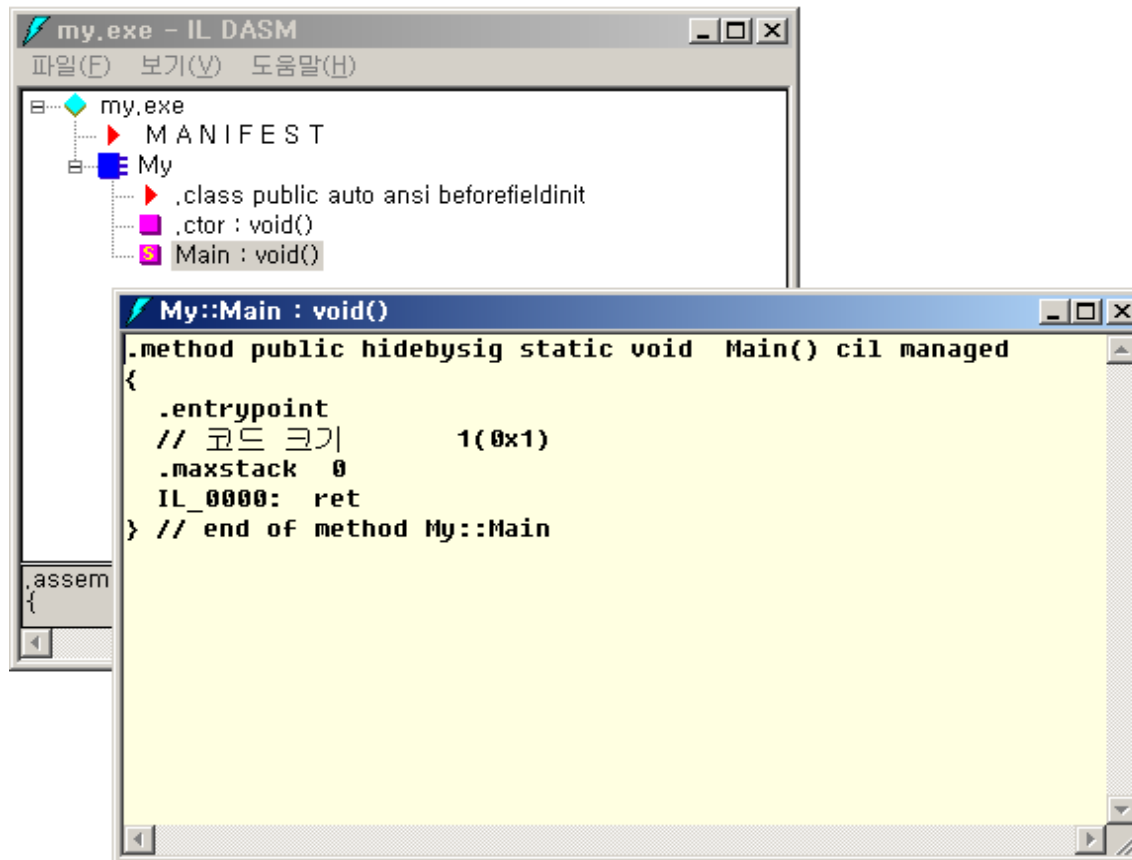 my.exe - IL DASM
파일(F) 보기(V) 도움말(H)
my.exe
M A N I F E S T
My
.class public auto ansi beforefieldinit
.ctor : void()
S Main : void()
My::Main : void()
.method public hidebysig static void  Main() cil managed
{
  .entrypoint
  // 코드 크기       1(0x1)
  .maxstack  0
  IL_0000:  ret
} // end of method My::Main
.assem
{